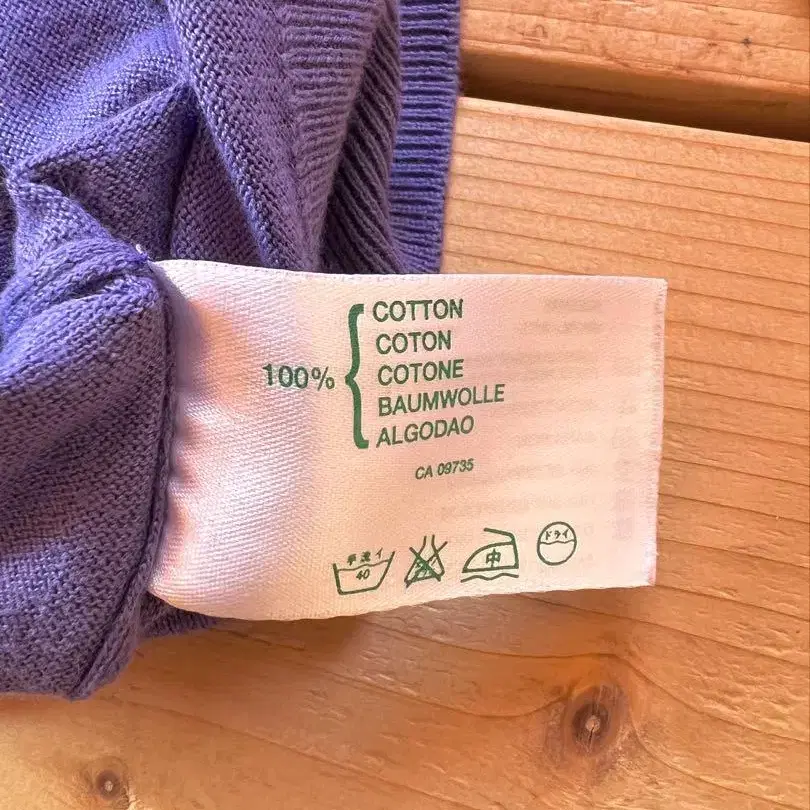 100%
COTTON
COTON
COTONE
BAUMWOLLE
ALGODAO
CA 09735
手洗イ
40
中
ドライ